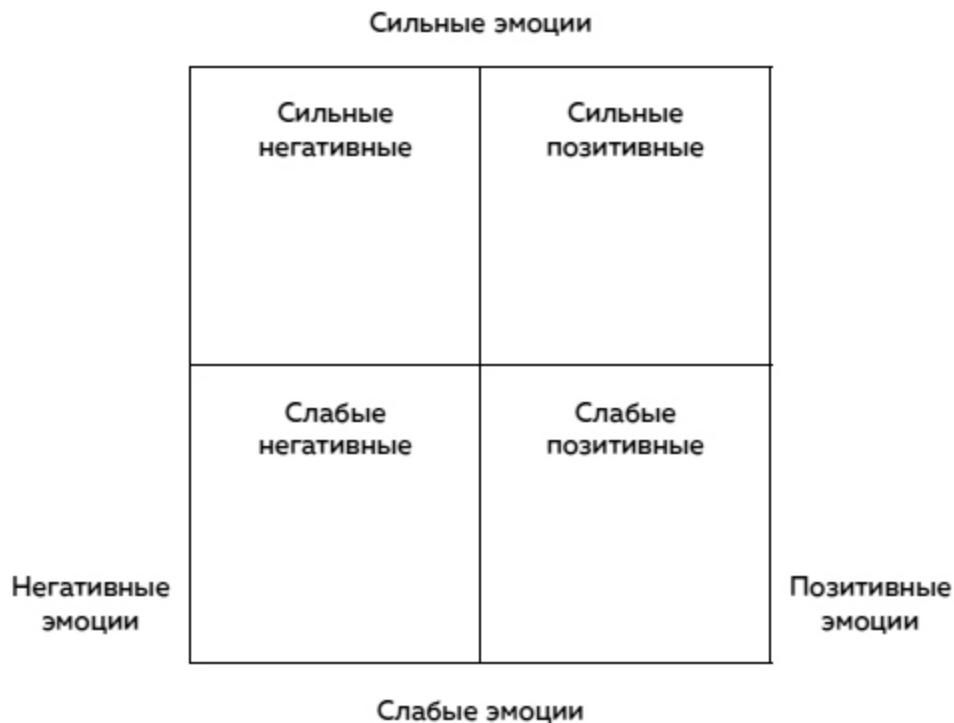 Сильные эмоции
Сильные
негативные
Сильные
позитивные
Слабые
негативные
Слабые
позитивные
Негативные
эмоции
Позитивные
эмоции
Слабые эмоции